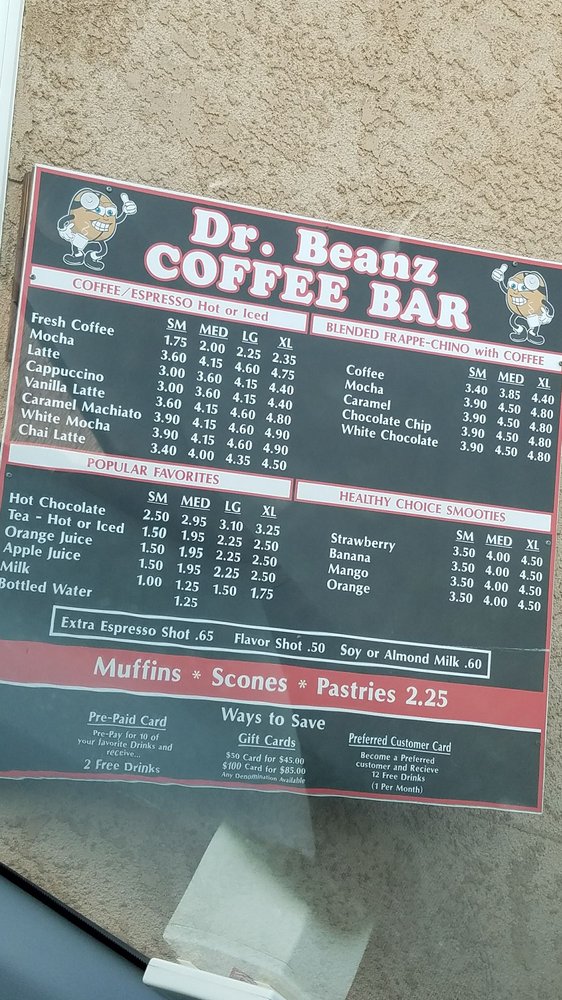 Dr. Beanz
COFFEE BAR
COFFEE/ESPRESSO Hot or Iced
SM MED LG XL
Fresh Coffee 1.75 2.00 2.25 2.35
Mocha 3.60 4.15 4.60 4.75
Latte 3.00 3.60 4.15 4.40
Cappuccino 3.00 3.60 4.15 4.40
Vanilla Latte 3.60 4.15 4.60 4.80
Caramel Machiato 3.90 4.15 4.60 4.90
White Mocha 3.90 4.15 4.60 4.90
Chai Latte 3.40 4.00 4.35 4.50
BLENDED FRAPPE-CHINO with COFFEE
SM MED XL
Coffee 3.40 3.85 4.40
Mocha 3.90 4.50 4.80
Caramel 3.90 4.50 4.80
Chocolate Chip 3.90 4.50 4.80
White Chocolate 3.90 4.50 4.80
POPULAR FAVORITES
SM MED LG XL
Hot Chocolate 2.50 2.95 3.10 3.25
Tea - Hot or Iced 1.50 1.95 2.25 2.50
Orange Juice 1.50 1.95 2.25 2.50
Apple Juice 1.50 1.95 2.25 2.50
Milk 1.00 1.25 1.50 1.75
Bottled Water 1.25
HEALTHY CHOICE SMOOTIES
SM MED XL
Strawberry 3.50 4.00 4.50
Banana 3.50 4.00 4.50
Mango 3.50 4.00 4.50
Orange 3.50 4.00 4.50
Extra Espresso Shot .65 Flavor Shot .50 Soy or Almond Milk .60
Muffins * Scones * Pastries 2.25
Ways to Save
Pre-Paid Card
Pre-Pay for 10 of
your favorite Drinks and
receive...
2 Free Drinks
Gift Cards
$50 Card for $45.00
$100 Card for $85.00
Any Denomination Available
Preferred Customer Card
Become a Preferred
customer and Recieve
12 Free Drinks
(1 Per Month)